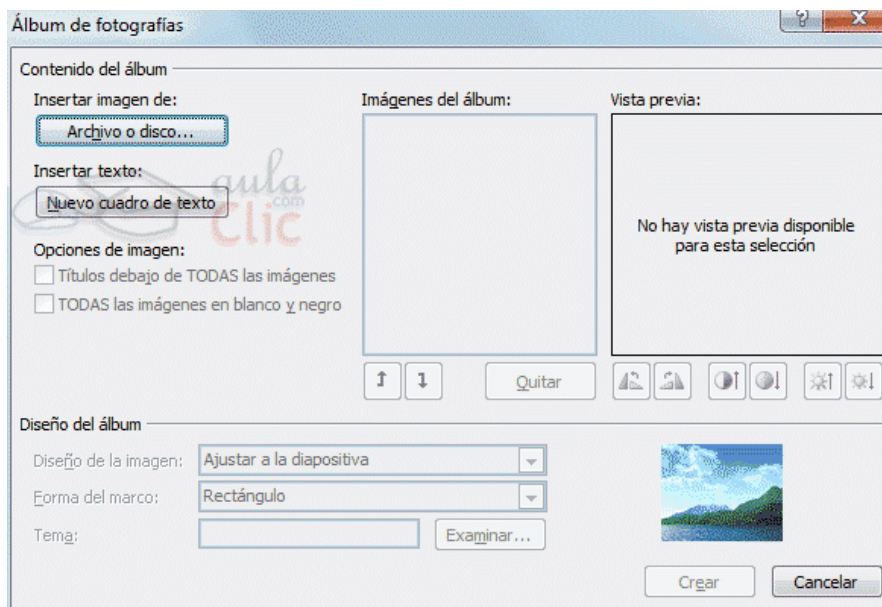 Álbum de fotografías
Contenido del álbum
Insertar imagen de:
Archivo o disco...
Insertar texto:
Nuevo cuadro de texto
aula
.com
Clic
Opciones de imagen:
Títulos debajo de TODAS las imágenes
TODAS las imágenes en blanco y negro
Imágenes del álbum:
Quitar
Vista previa:
No hay vista previa disponible
para esta selección
Diseño del álbum
Diseño de la imagen:
Ajustar a la diapositiva
Forma del marco:
Rectángulo
Tema:
Examinar...
Crear
Cancelar